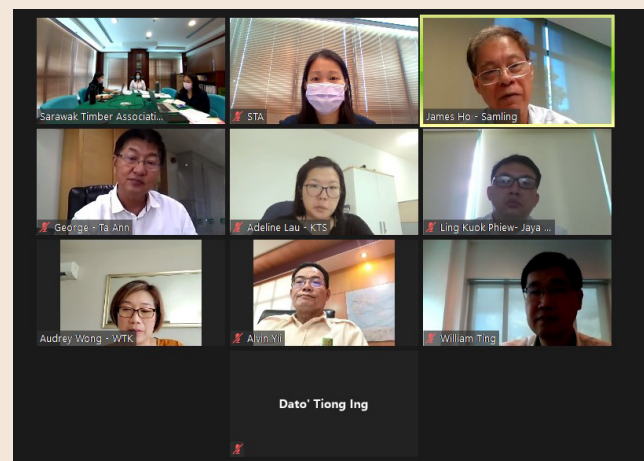 Sarawak Timber Associati...
STA
James Ho - Samling
George - Ta Ann
Adeline Lau - KTS
Ling Kuok Phiew- Jaya ...
Audrey Wong - WTK
Alvin Yii
William Ting
Dato' Tiong Ing